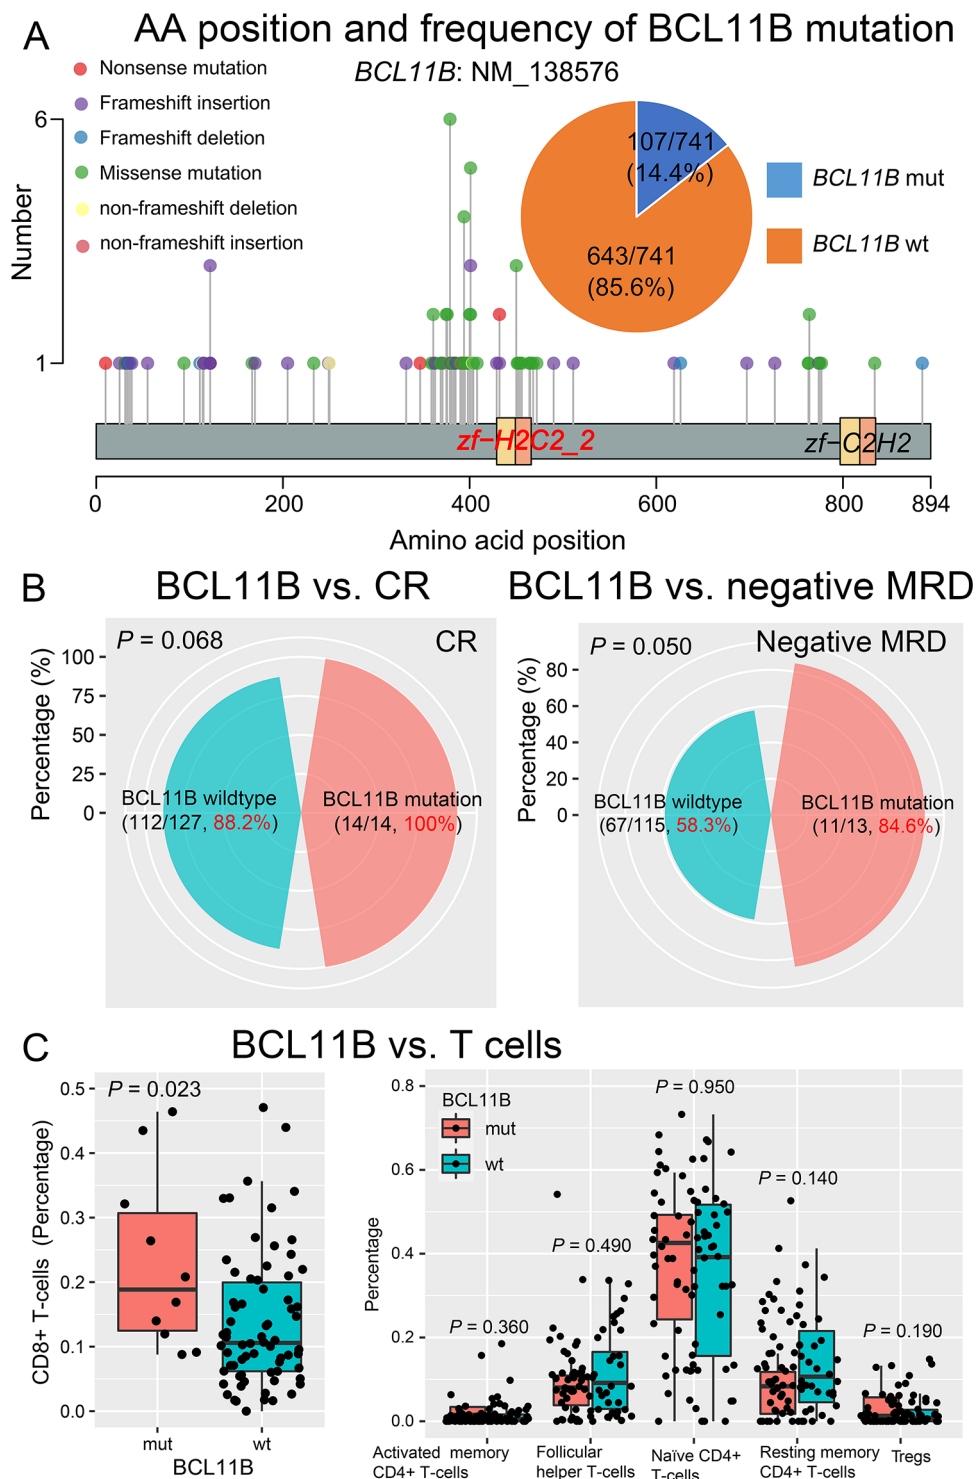 A
AA position and frequency of BCL11B mutation
Nonsense mutation
Frameshift insertion
Frameshift deletion
Missense mutation
non-frameshift deletion
non-frameshift insertion
BCL11B: NM_138576
6
1
Number
107/741
(14.4%)
643/741
(85.6%)
BCL11B mut
BCL11B wt
zf-H2C2_2
zf-C2H2
0
200
400
600
800
894
Amino acid position
B
BCL11B vs. CR
P = 0.068
CR
Percentage (%)
100
75
50
25
0
BCL11B wildtype
(112/127, 88.2%)
BCL11B mutation
(14/14, 100%)
BCL11B vs. negative MRD
P = 0.050
Negative MRD
Percentage (%)
80
60
40
20
0
BCL11B wildtype
(67/115, 58.3%)
BCL11B mutation
(11/13, 84.6%)
C
BCL11B vs. T cells
P = 0.023
CD8+ T-cells (Percentage)
0.5
0.4
0.3
0.2
0.1
0.0
mut
wt
BCL11B
Percentage
0.8
0.6
0.4
0.2
0.0
BCL11B
mut
wt
P = 0.360
P = 0.490
P = 0.950
P = 0.140
P = 0.190
Activated memory
CD4+ T-cells
Follicular
helper T-cells
Naïve CD4+
T-cells
Resting memory
CD4+ T-cells
Tregs